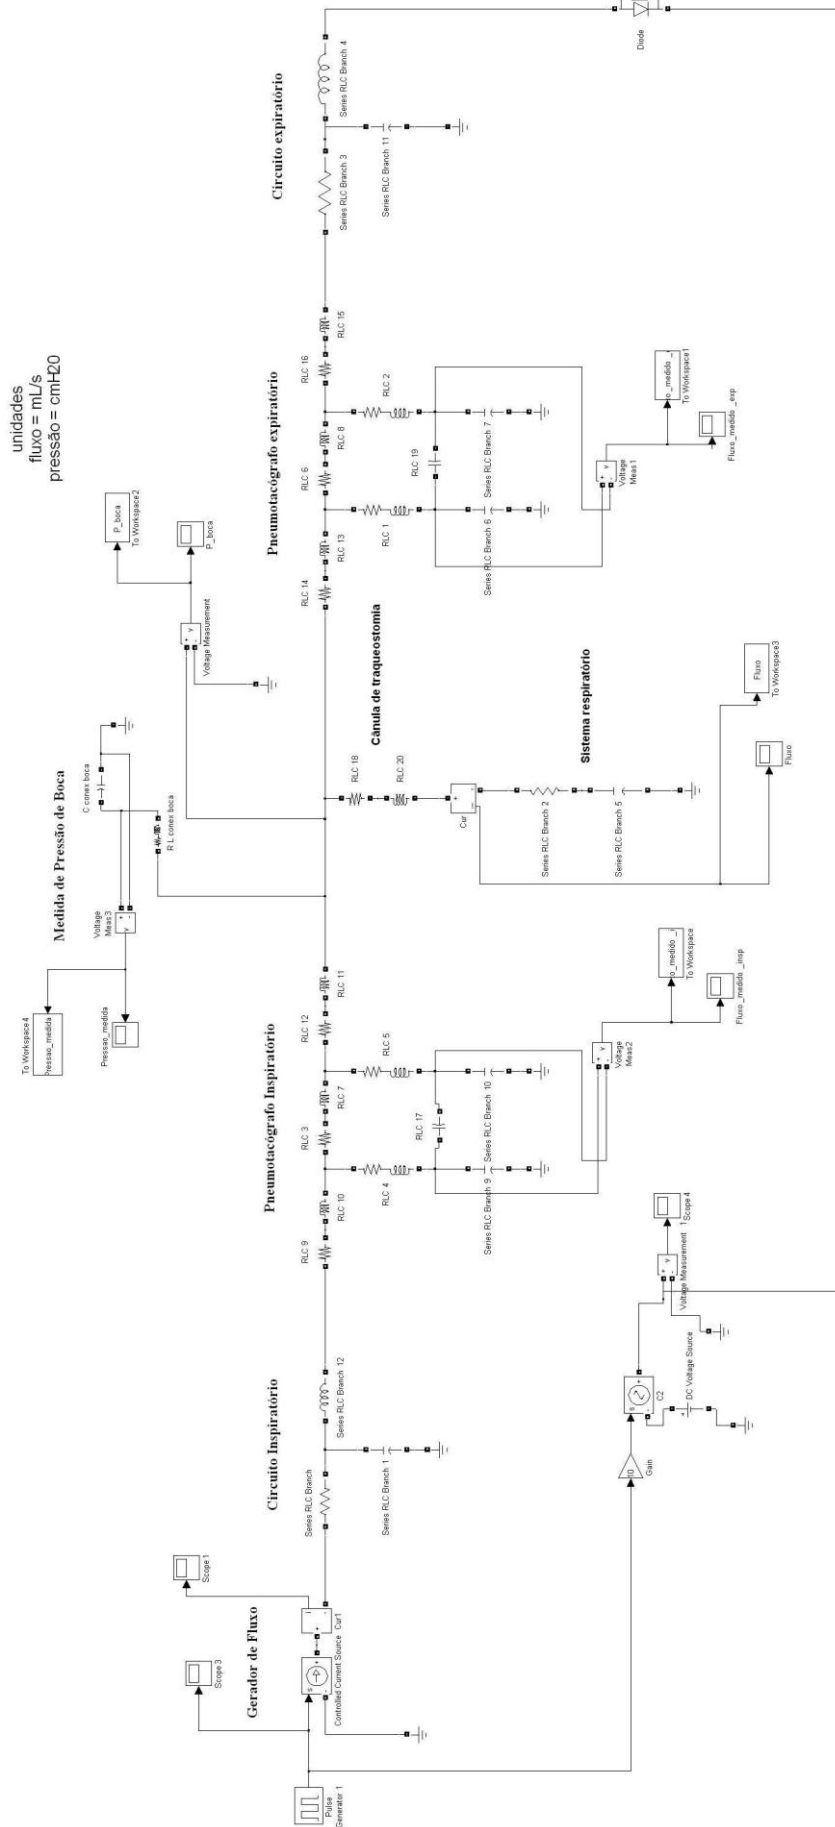 unidades
fluxo = mL/s
pressão = cmH20
To Workspace4
Pressao_medida
Medida de Pressão de Boca
Voltage
Meas3
C conex boca
R L conex boca
P_boca
To Workspace2
P_boca
Voltage Measurement
Gerador de Fluxo
Scope 3
Scope 1
Pulse
Generator 1
s
Controlled Current Source
i
Cur1
Circuito Inspiratório
Series RLC Branch
Series RLC Branch 1
Series RLC Branch 12
Pneumotacógrafo Inspiratório
RLC 9
RLC 10
RLC 3
RLC 7
RLC 12
RLC 11
RLC 4
RLC 5
RLC 17
Series RLC Branch 9
Series RLC Branch 10
v
Voltage
Meas2
o_medido_i
To Workspace
Fluxo_medido_insp
Cânula de traqueostomia
RLC 18
RLC 20
Cur
Sistema respiratório
Series RLC Branch 2
Series RLC Branch 5
Fluxo
To Workspace3
Fluxo
Pneumotacógrafo expiratório
RLC 14
RLC 13
RLC 6
RLC 8
RLC 16
RLC 15
RLC 1
RLC 2
RLC 19
Series RLC Branch 6
Series RLC Branch 7
v
Voltage
Meas1
To Workspace1
Fluxo_medido_exp
Circuito expiratório
Series RLC Branch 3
Series RLC Branch 11
Series RLC Branch 4
Diode
Gain
s
C2
DC Voltage Source
v
Voltage Measurement 1
Scope 4